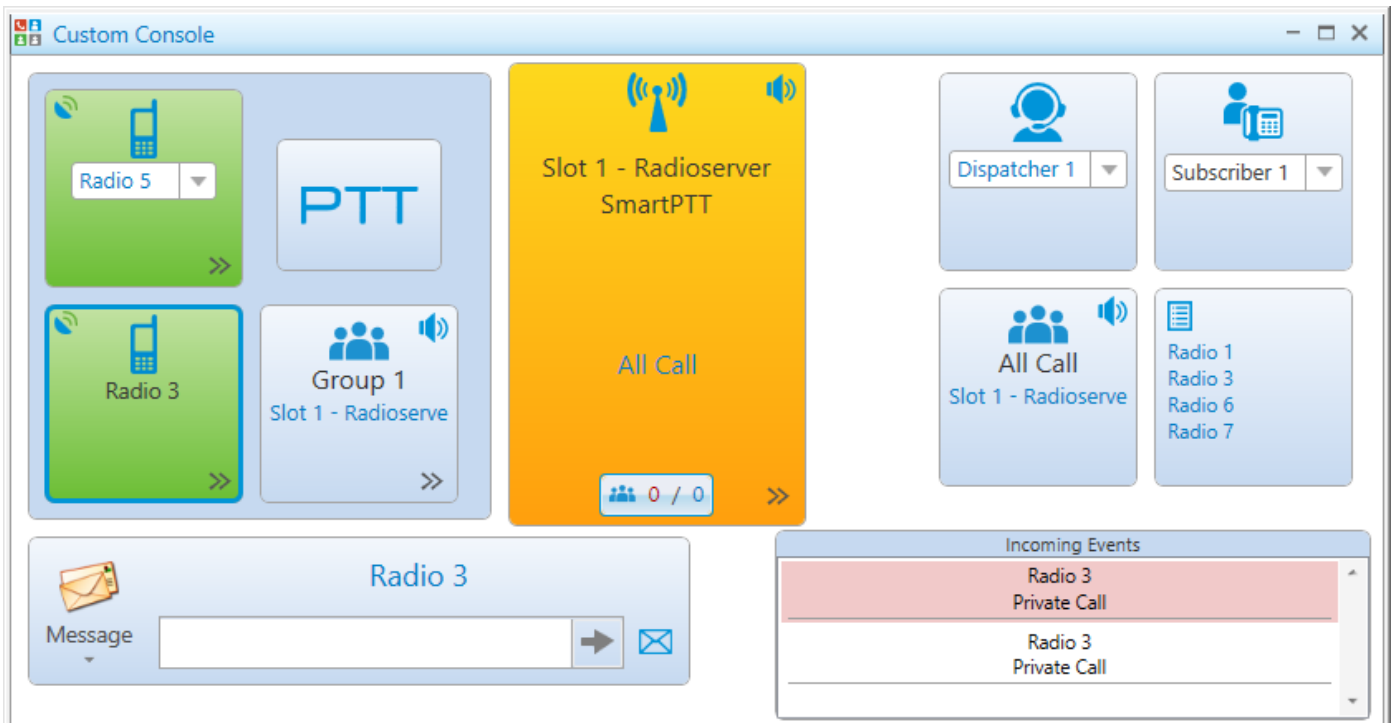 Custom Console
Radio 5
PTT
Radio 3
Group 1
Slot 1 - Radioserve
Slot 1 - Radioserver
SmartPTT
All Call
0 / 0
Dispatcher 1
Subscriber 1
All Call
Slot 1 - Radioserve
Radio 1
Radio 3
Radio 6
Radio 7
Message
Radio 3
Incoming Events
Radio 3
Private Call
Radio 3
Private Call